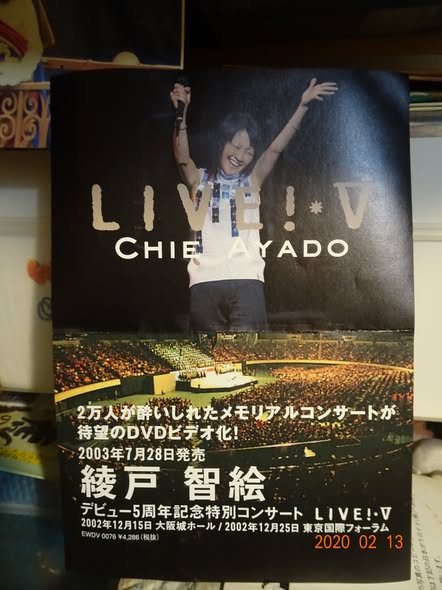 LIVE!*V
CHIE AYADO
2万人が酔いしれたメモリアルコンサートが
待望のDVDビデオ化!
2003年7月28日発売
綾戸 智絵
デビュー5周年記念特別コンサート LIVE!*V
2002年12月15日 大阪城ホール / 2002年12月25日 東京国際フォーラム
EWDV 0076 ¥4,286(税抜)
2020 02 13